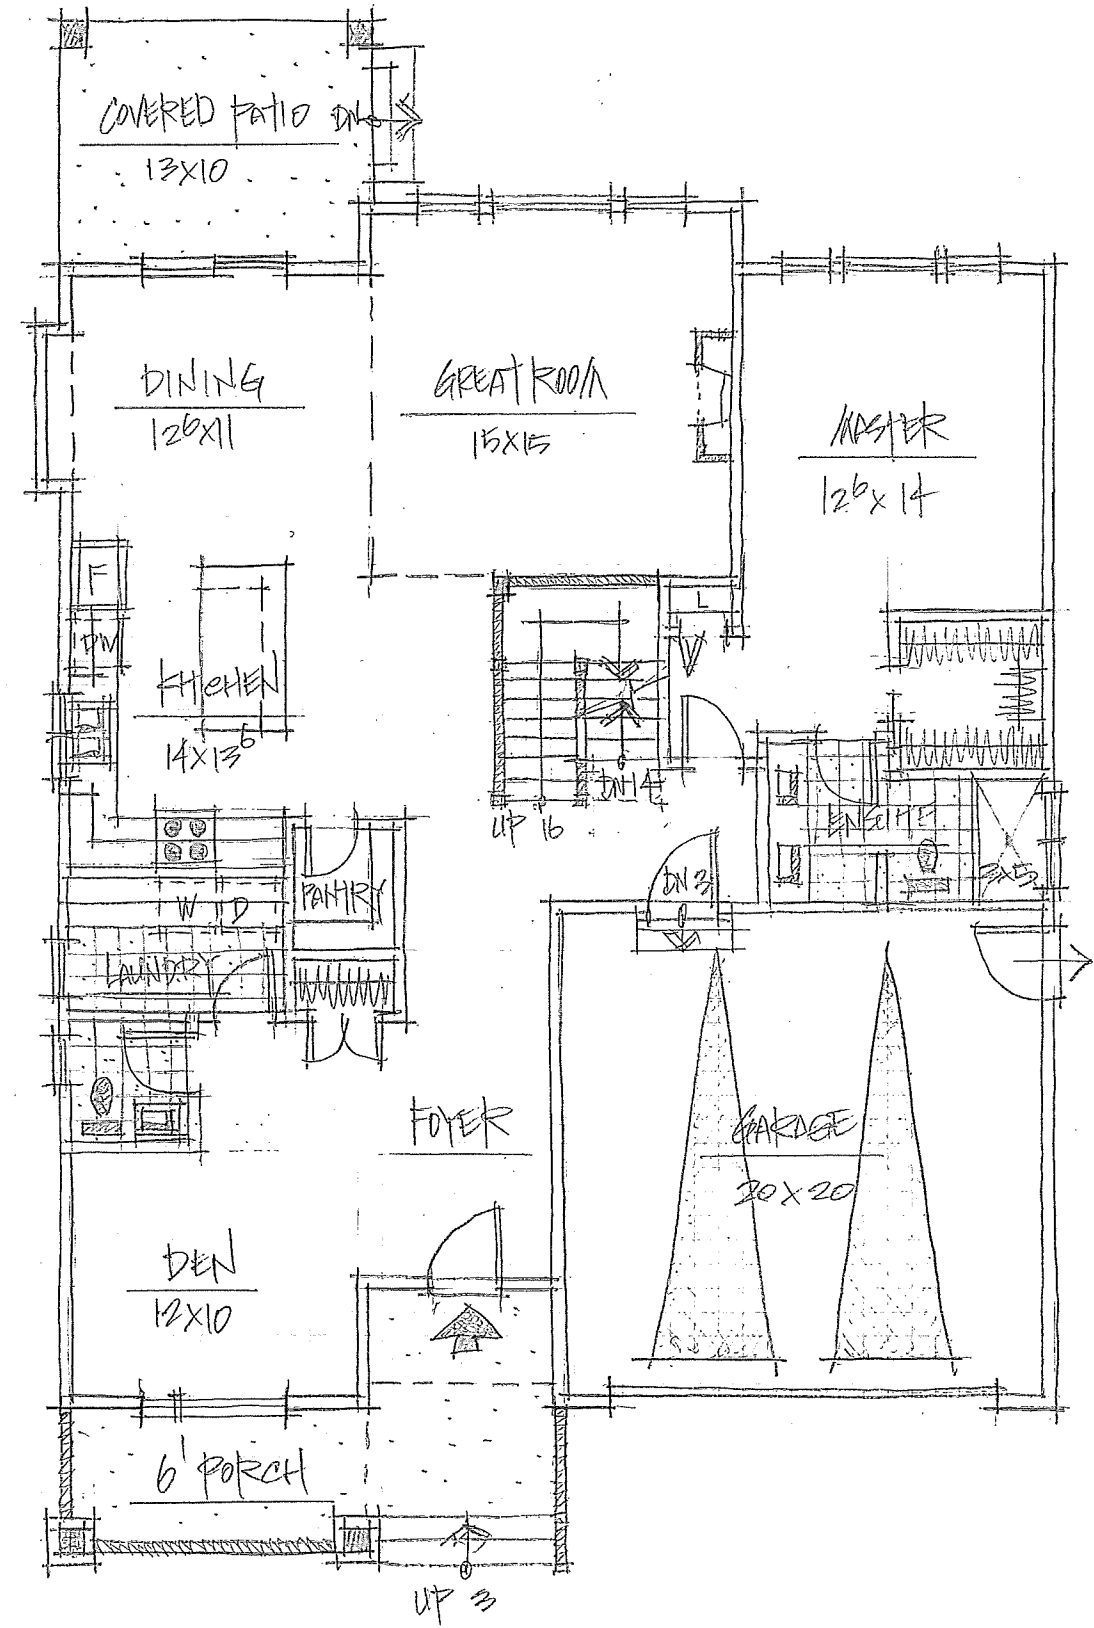 COVERED PATIO DN
13X10
DINING
12⁶X11
GREAT ROOM
15X15
MASTER
12⁶X14
F
DW
KITCHEN
14X13⁶
L
DN 14
UP 16
ENSUITE
3X5
PANTRY
DN 3
W D
LAUNDRY
FOYER
GARAGE
20X20
DEN
12X10
6' PORCH
UP 3